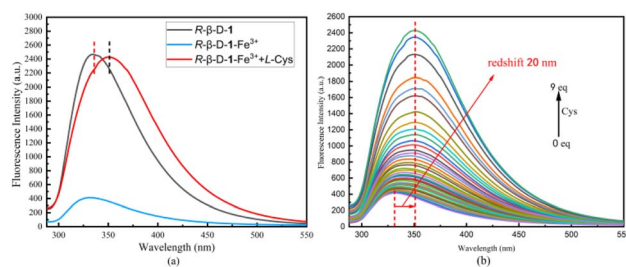 3000
2800
2600
2400
2200
2000
1800
1600
1400
1200
1000
800
600
400
200
0
Fluorescence Intensity (a.u.)
R-β-D-1
R-β-D-1-Fe3+
R-β-D-1-Fe3++L-Cys
300 350 400 450 500 550
Wavelength (nm)
(a)
2600
2400
2200
2000
1800
1600
1400
1200
1000
800
600
400
200
0
Fluorescence Intensity (a.u.)
redshift 20 nm
9 eq
Cys
0 eq
300 350 400 450 500
Wavelength (nm)
(b)